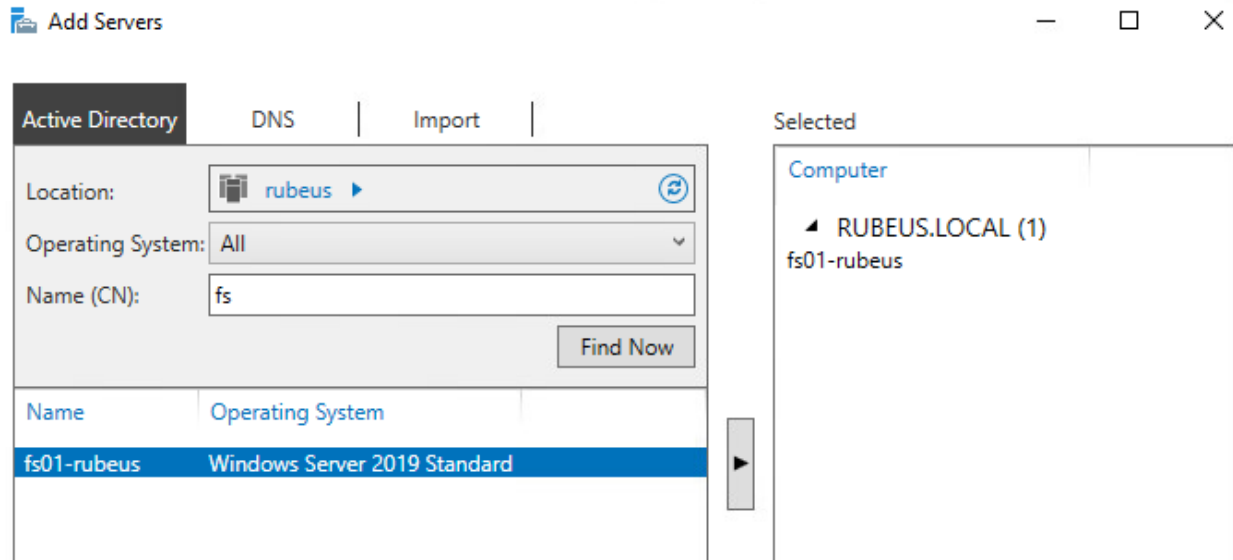 Add Servers
Active Directory DNS Import
Location: rubeus
Operating System: All
Name (CN): fs
Find Now
Name Operating System
fs01-rubeus Windows Server 2019 Standard
Selected
Computer
RUBEUS.LOCAL (1)
fs01-rubeus